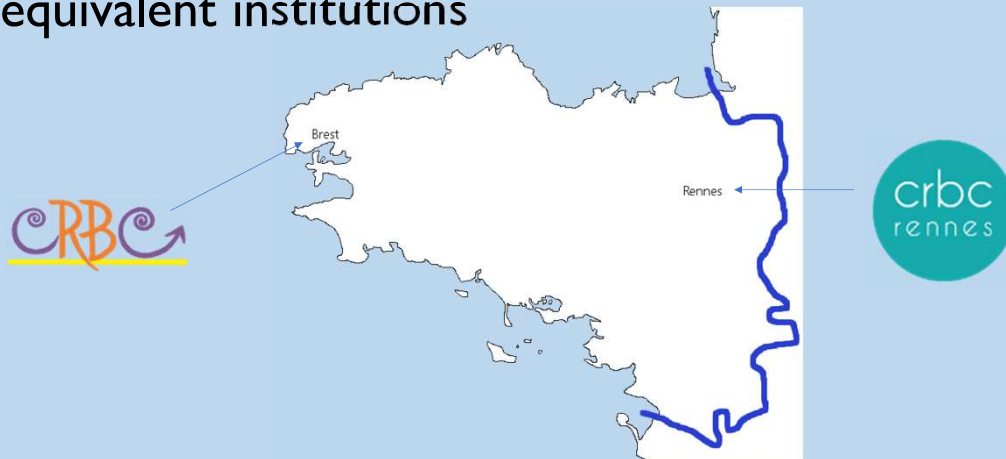 equivalent institutions
Brest
Rennes
CRBC
crbc
rennes